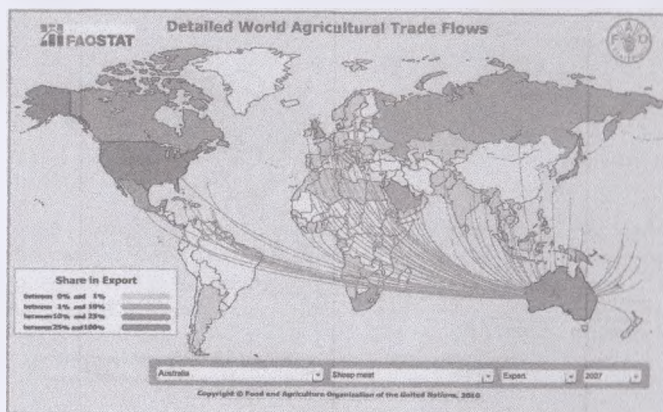 FAOSTAT
Detailed World Agricultural Trade Flows
FAO
Share in Export
between 0% and 1%
between 1% and 10%
between 10% and 25%
between 25% and 100%
Australia
Sheep meat
Export
2007
Copyright © Food and Agriculture Organization of the United Nations, 2010